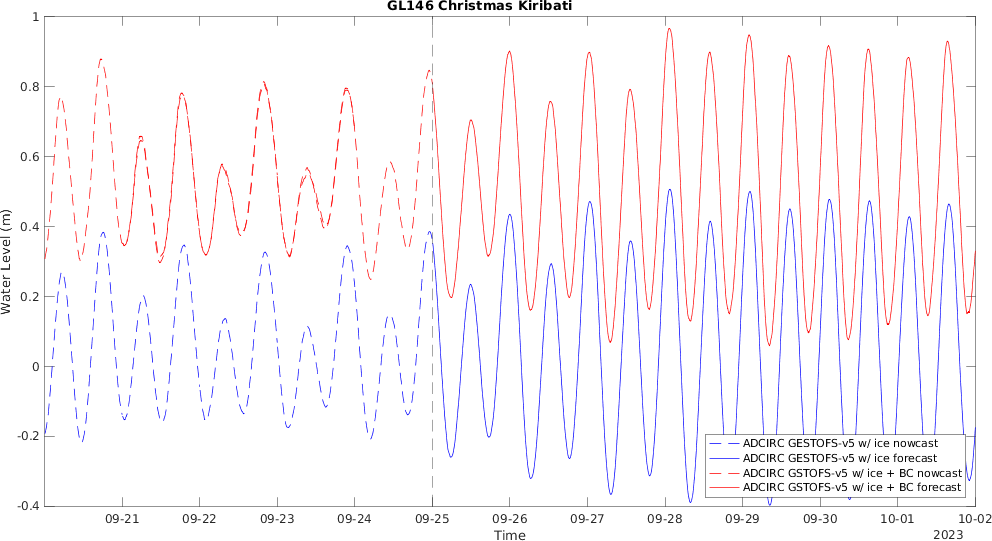 GL146 Christmas Kiribati
Water Level (m)
1
0.8
0.6
0.4
0.2
0
-0.2
-0.4
ADCIRC GESTOFS-v5 w/ ice nowcast
ADCIRC GESTOFS-v5 w/ ice forecast
ADCIRC GSTOFS-v5 w/ ice + BC nowcast
ADCIRC GSTOFS-v5 w/ ice + BC forecast
09-21 09-22 09-23 09-24 09-25 09-26 09-27 09-28 09-29 09-30 10-01 10-02
Time
2023